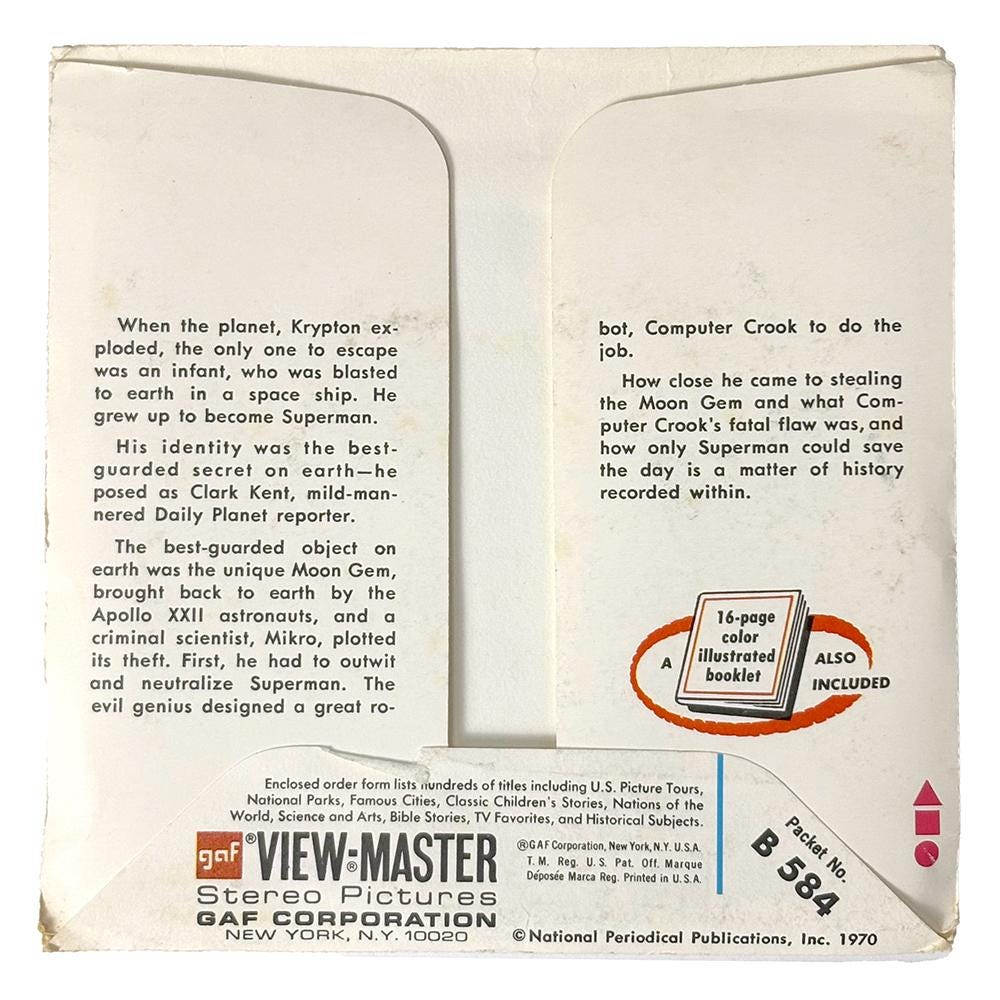 When the planet, Krypton ex-
ploded, the only one to escape
was an infant, who was blasted
to earth in a space ship. He
grew up to become Superman.
His identity was the best-
guarded secret on earth—he
posed as Clark Kent, mild-man-
nered Daily Planet reporter.
The best-guarded object on
earth was the unique Moon Gem,
brought back to earth by the
Apollo XXII astronauts, and a
criminal scientist, Mikro, plotted
its theft. First, he had to outwit
and neutralize Superman. The
evil genius designed a great ro-
bot, Computer Crook to do the
job.
How close he came to stealing
the Moon Gem and what Com-
puter Crook's fatal flaw was, and
how only Superman could save
the day is a matter of history
recorded within.
A
16-page
color
illustrated
booklet
ALSO
INCLUDED
Enclosed order form lists hundreds of titles including U.S. Picture Tours,
National Parks, Famous Cities, Classic Children's Stories, Nations of the
World, Science and Arts, Bible Stories, TV Favorites, and Historical Subjects.
gaf ® VIEW-MASTER ®
Stereo Pictures
GAF CORPORATION
NEW YORK, N.Y. 10020
®GAF Corporation, New York, N.Y. U.S.A.
T. M. Reg. U.S. Pat. Off. Marque
Déposée Marca Reg. Printed in U.S.A.
Packet No.
B 584
© National Periodical Publications, Inc. 1970